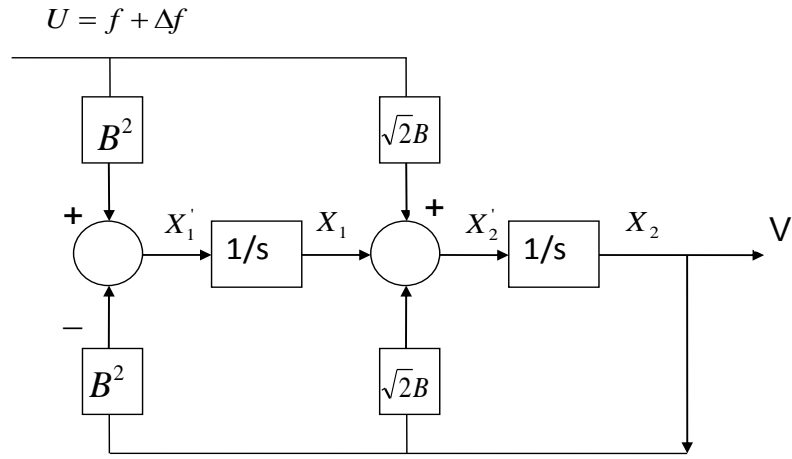 U = f + Δf
B²
√2B
+
+
X₁'
1/s
X₁
X₂'
1/s
X₂
V
−
B²
√2B